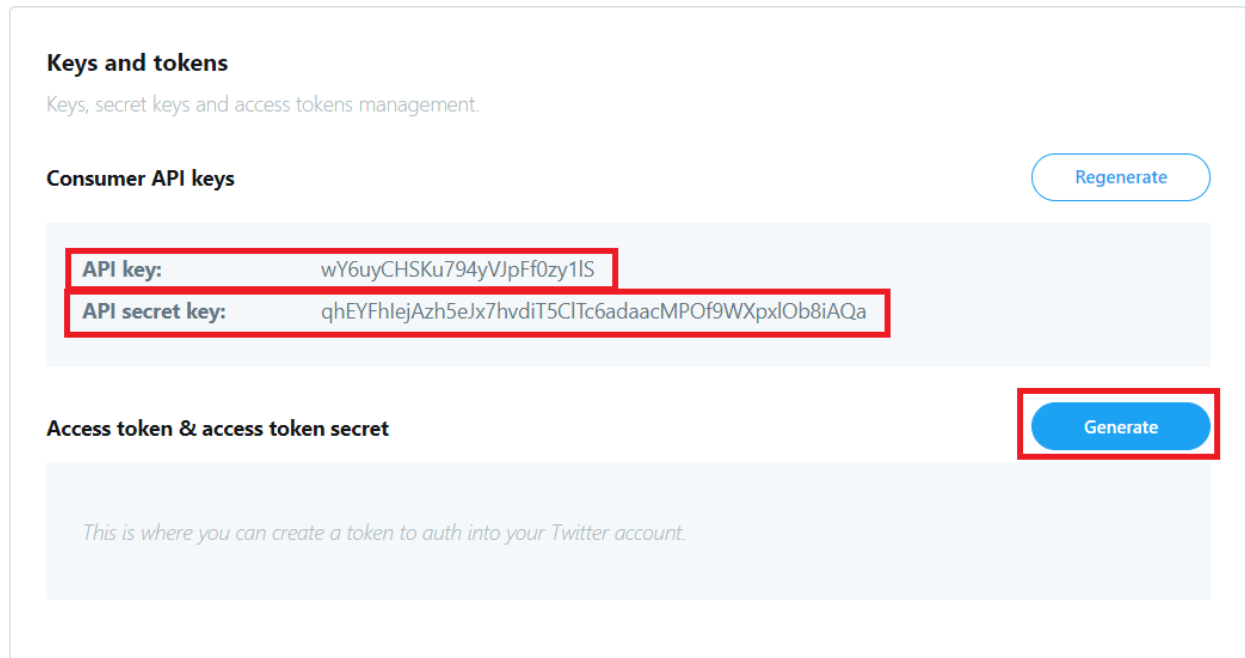 Keys and tokens
Keys, secret keys and access tokens management.
Consumer API keys
Regenerate
API key: wY6uyCHSKu794yVJpFf0zy1lS
API secret key: qhEYFhIejAzh5eJx7hvdiT5ClTc6adaacMPOf9WXpxlOb8iAQa
Access token & access token secret
Generate
This is where you can create a token to auth into your Twitter account.